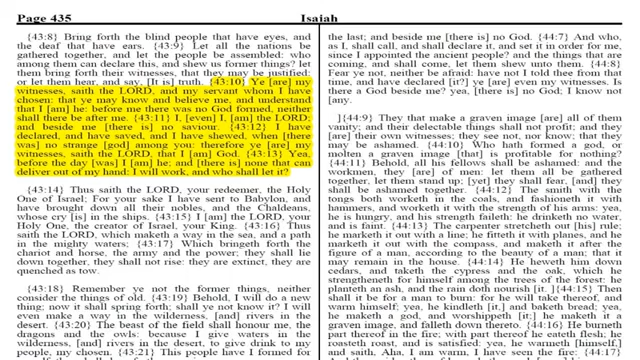 Page 435
Isaiah
{43:8} Bring forth the blind people that have eyes, and
the deaf that have ears. {43:9} Let all the nations be
gathered together, and let the people be assembled: who
among them can declare this, and shew us former things? let
them bring forth their witnesses, that they may be justified:
or let them hear, and say, [It is] truth. {43:10} Ye [are] my
witnesses, saith the LORD, and my servant whom I have
chosen: that ye may know and believe me, and understand
that I [am] he: before me there was no God formed, neither
shall there be after me. {43:11} I, [even] I, [am] the LORD;
and beside me [there is] no saviour. {43:12} I have
declared, and have saved, and I have shewed, when [there
was] no strange [god] among you: therefore ye [are] my
witnesses, saith the LORD, that I [am] God. {43:13} Yea,
before the day [was] I [am] he; and [there is] none that can
deliver out of my hand: I will work, and who shall let it?
{43:14} Thus saith the LORD, your redeemer, the Holy
One of Israel; For your sake I have sent to Babylon, and
have brought down all their nobles, and the Chaldeans,
whose cry [is] in the ships. {43:15} I [am] the LORD, your
Holy One, the creator of Israel, your King. {43:16} Thus
saith the LORD, which maketh a way in the sea, and a path
in the mighty waters; {43:17} Which bringeth forth the
chariot and horse, the army and the power; they shall lie
down together, they shall not rise: they are extinct, they are
quenched as tow.
{43:18} Remember ye not the former things, neither
consider the things of old. {43:19} Behold, I will do a new
thing; now it shall spring forth; shall ye not know it? I will
even make a way in the wilderness, [and] rivers in the
desert. {43:20} The beast of the field shall honour me, the
dragons and the owls: because I give waters in the
wilderness, [and] rivers in the desert, to give drink to my
people, my chosen. {43:21} This people have I formed for
the last; and beside me [there is] no God. {44:7} And who,
as I, shall call, and shall declare it, and set it in order for me,
since I appointed the ancient people? and the things that are
coming, and shall come, let them shew unto them. {44:8}
Fear ye not, neither be afraid: have not I told thee from that
time, and have declared [it?] ye [are] even my witnesses. Is
there a God beside me? yea, [there is] no God; I know not
[any.
]{44:9} They that make a graven image [are] all of them
vanity; and their delectable things shall not profit; and they
[are] their own witnesses; they see not, nor know; that they
may be ashamed. {44:10} Who hath formed a god, or
molten a graven image [that] is profitable for nothing?
{44:11} Behold, all his fellows shall be ashamed: and the
workmen, they [are] of men: let them all be gathered
together, let them stand up; [yet] they shall fear, [and] they
shall be ashamed together. {44:12} The smith with the
tongs both worketh in the coals, and fashioneth it with
hammers, and worketh it with the strength of his arms: yea,
he is hungry, and his strength faileth: he drinketh no water,
and is faint. {44:13} The carpenter stretcheth out [his] rule;
he marketh it out with a line; he fitteth it with planes, and he
marketh it out with the compass, and maketh it after the
figure of a man, according to the beauty of a man; that it
may remain in the house. {44:14} He heweth him down
cedars, and taketh the cypress and the oak, which he
strengtheneth for himself among the trees of the forest: he
planteth an ash, and the rain doth nourish [it. {]44:15} Then
shall it be for a man to burn: for he will take thereof, and
warm himself; yea, he kindleth [it,] and baketh bread; yea,
he maketh a god, and worshippeth [it;] he maketh it a
graven image, and falleth down thereto. {44:16} He burneth
part thereof in the fire; with part thereof he eateth flesh; he
roasteth roast, and is satisfied: yea, he warmeth [himself,]
and saith, Aha, I am warm, I have seen the fire: {44:17}